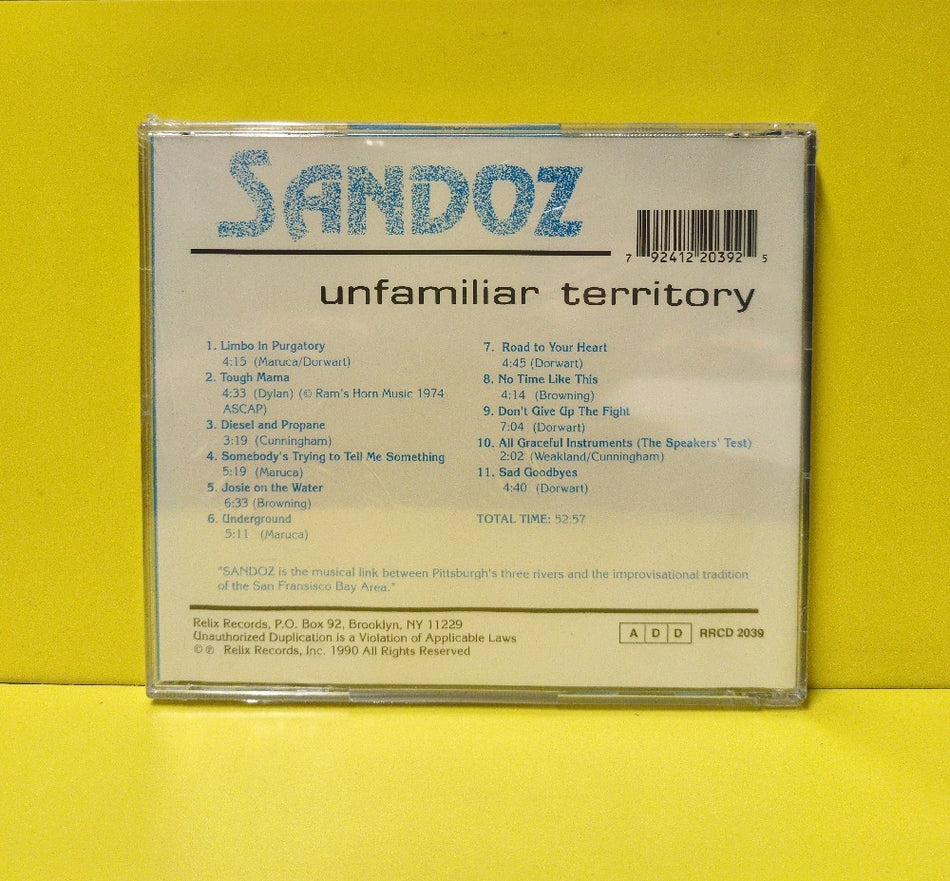 SANDOZ
7 92412 20392 5
unfamiliar territory
1. Limbo In Purgatory
4:15 (Maruca/Dorwart)
2. Tough Mama
4:33 (Dylan) (© Ram's Horn Music 1974
ASCAP)
3. Diesel and Propane
3:19 (Cunningham)
4. Somebody's Trying to Tell Me Something
5:19 (Maruca)
5. Josie on the Water
6:33 (Browning)
6. Underground
5:11 (Maruca)
7. Road to Your Heart
4:45 (Dorwart)
8. No Time Like This
4:14 (Browning)
9. Don't Give Up The Fight
7:04 (Dorwart)
10. All Graceful Instruments (The Speakers' Test)
2:02 (Weakland/Cunningham)
11. Sad Goodbyes
4:40 (Dorwart)
TOTAL TIME: 52:57
"SANDOZ is the musical link between Pittsburgh's three rivers and the improvisational tradition
of the San Fransisco Bay Area."
Relix Records, P.O. Box 92, Brooklyn, NY 11229
Unauthorized Duplication is a Violation of Applicable Laws
© ℗ Relix Records, Inc. 1990 All Rights Reserved
A D D RRCD 2039